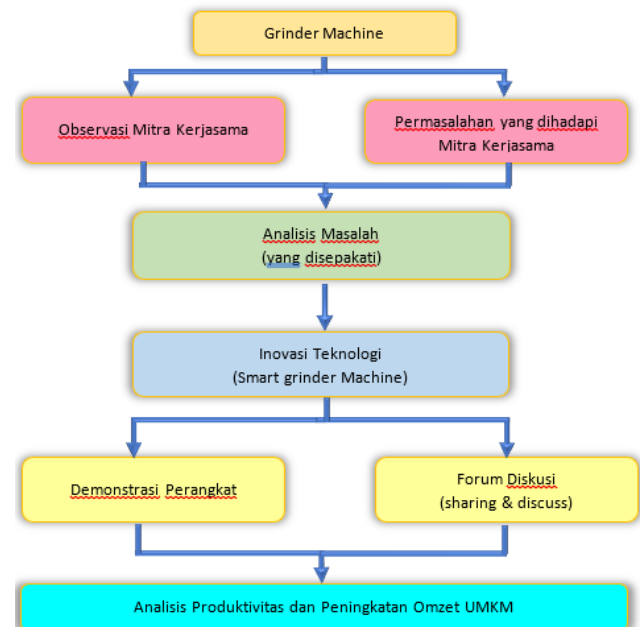 Grinder Machine
Observasi Mitra Kerjasama
Permasalahan yang dihadapi
Mitra Kerjasama
Analisis Masalah
(yang disepakati)
Inovasi Teknologi
(Smart grinder Machine)
Demonstrasi Perangkat
Forum Diskusi
(sharing & discuss)
Analisis Produktivitas dan Peningkatan Omzet UMKM